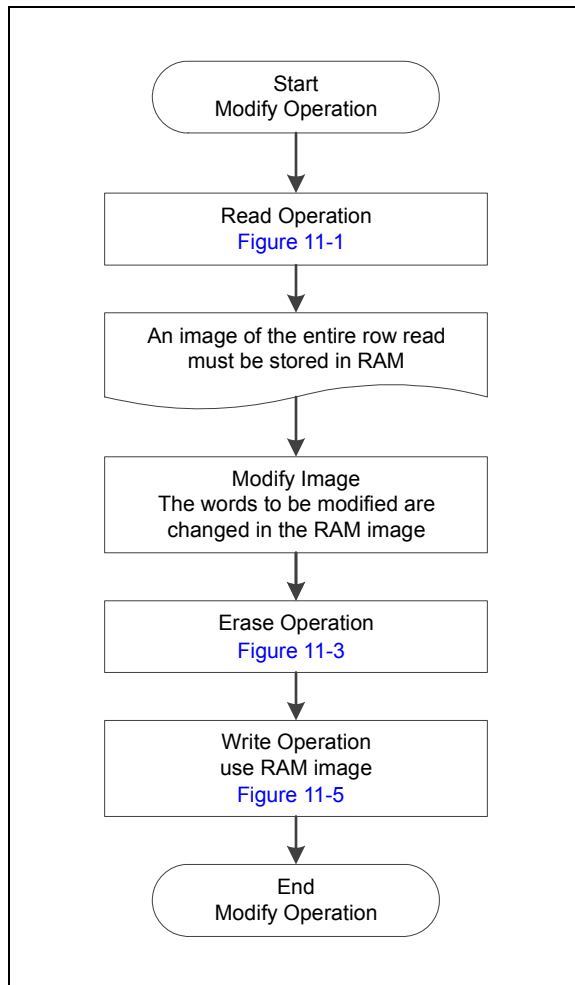 Start
Modify Operation
Read Operation
Figure 11-1
An image of the entire row read
must be stored in RAM
Modify Image
The words to be modified are
changed in the RAM image
Erase Operation
Figure 11-3
Write Operation
use RAM image
Figure 11-5
End
Modify Operation